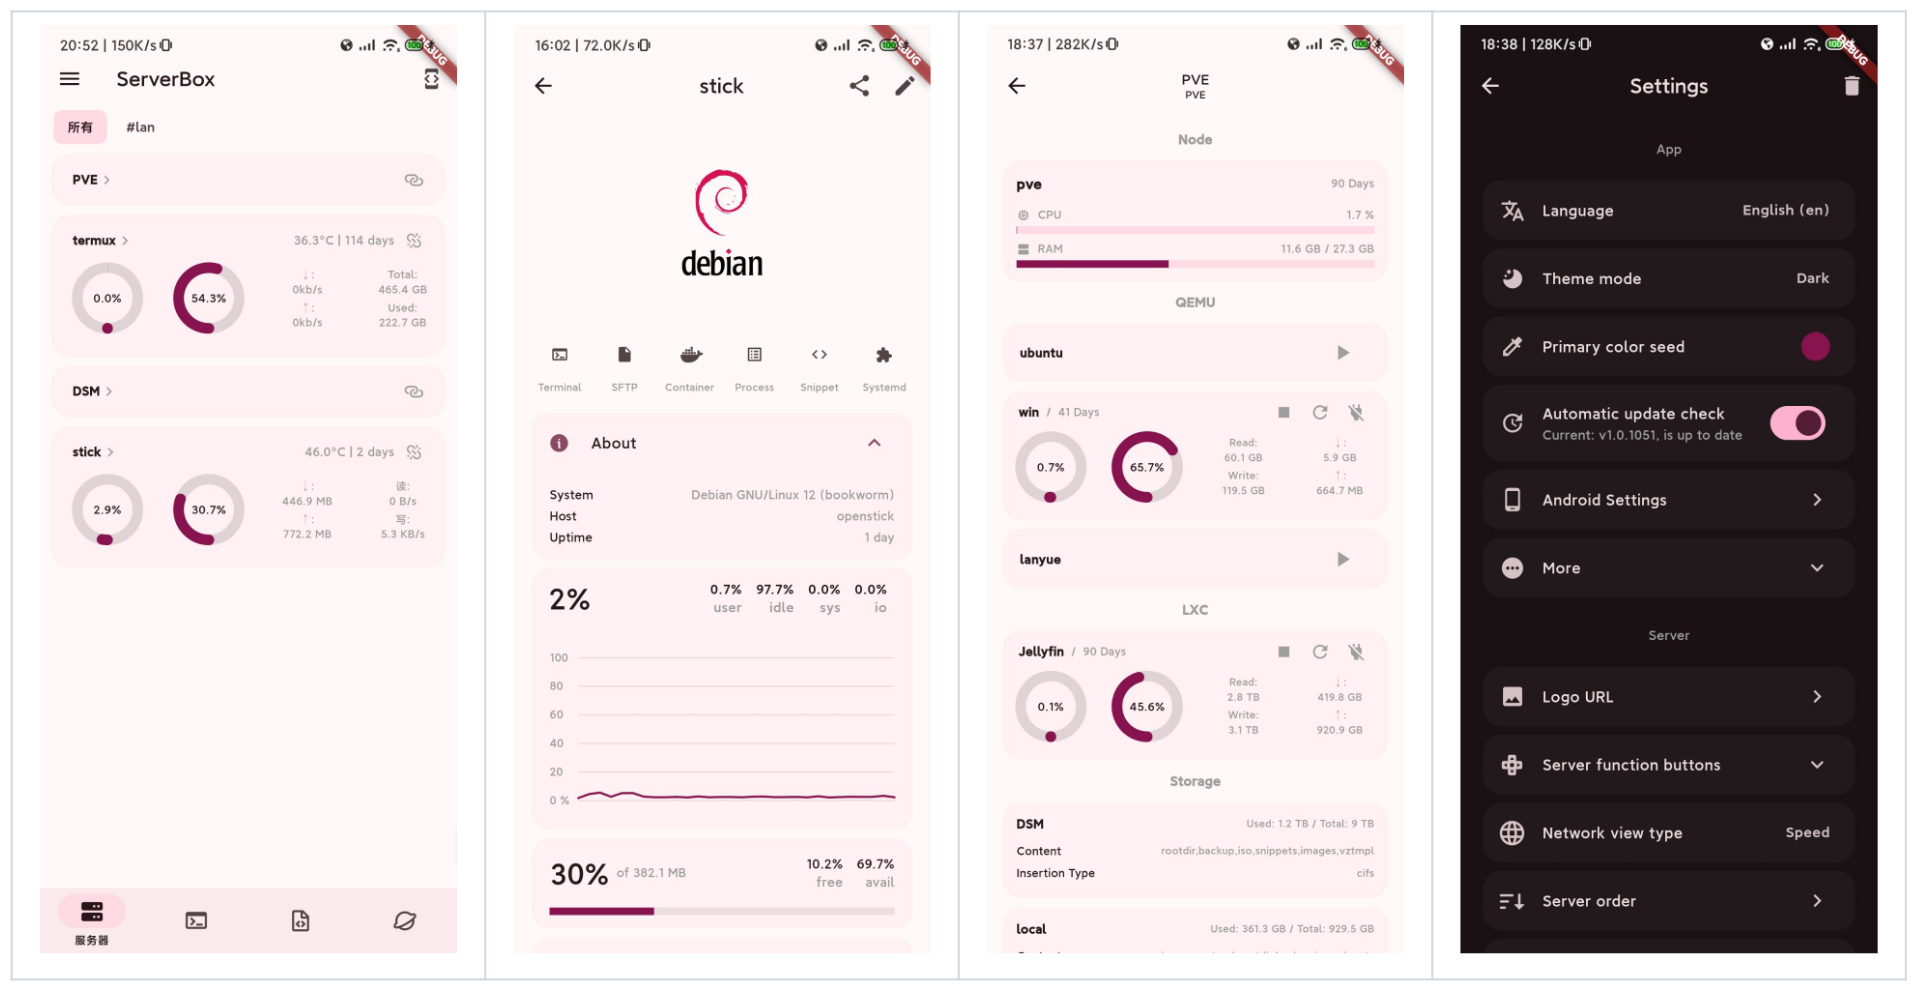 20:52 | 150K/s
100
DEBUG
ServerBox
所有
#lan
PVE
termux
36.3°C | 114 days
0.0%
54.3%
↓:
0kb/s
↑:
0kb/s
Total:
465.4 GB
Used:
222.7 GB
DSM
stick
46.0°C | 2 days
2.9%
30.7%
↓:
446.9 MB
↑:
772.2 MB
读:
0 B/s
写:
5.3 KB/s
服务器
16:02 | 72.0K/s
100
DEBUG
stick
debian
Terminal
SFTP
Container
Process
Snippet
Systemd
About
System
Debian GNU/Linux 12 (bookworm)
Host
openstick
Uptime
1 day
2%
0.7% 97.7% 0.0% 0.0%
user idle sys io
100
80
60
40
20
0 %
30% of 382.1 MB
10.2% 69.7%
free avail
18:37 | 282K/s
100
DEBUG
PVE
PVE
Node
pve
90 Days
CPU
1.7 %
RAM
11.6 GB / 27.3 GB
QEMU
ubuntu
win / 41 Days
0.7%
65.7%
Read:
60.1 GB
Write:
119.5 GB
↓:
5.9 GB
↑:
664.7 MB
lanyue
LXC
Jellyfin / 90 Days
0.1%
45.6%
Read:
2.8 TB
Write:
3.1 TB
↓:
419.8 GB
↑:
920.9 GB
Storage
DSM
Used: 1.2 TB / Total: 9 TB
Content
rootdir,backup,iso,snippets,images,vztmpl
Insertion Type
cifs
local
Used: 361.3 GB / Total: 929.5 GB
18:38 | 128K/s
100
DEBUG
Settings
App
Language
English (en)
Theme mode
Dark
Primary color seed
Automatic update check
Current: v1.0.1051, is up to date
Android Settings
More
Server
Logo URL
Server function buttons
Network view type
Speed
Server order